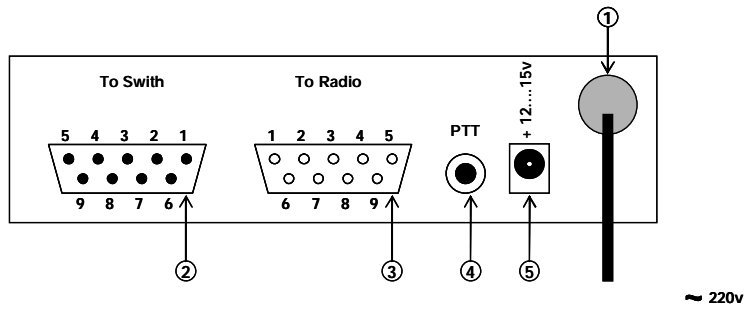 ①
To Swith
To Radio
+ 12....15v
PTT
5 4 3 2 1
1 2 3 4 5
9 8 7 6
6 7 8 9
② ③ ④ ⑤
~ 220v